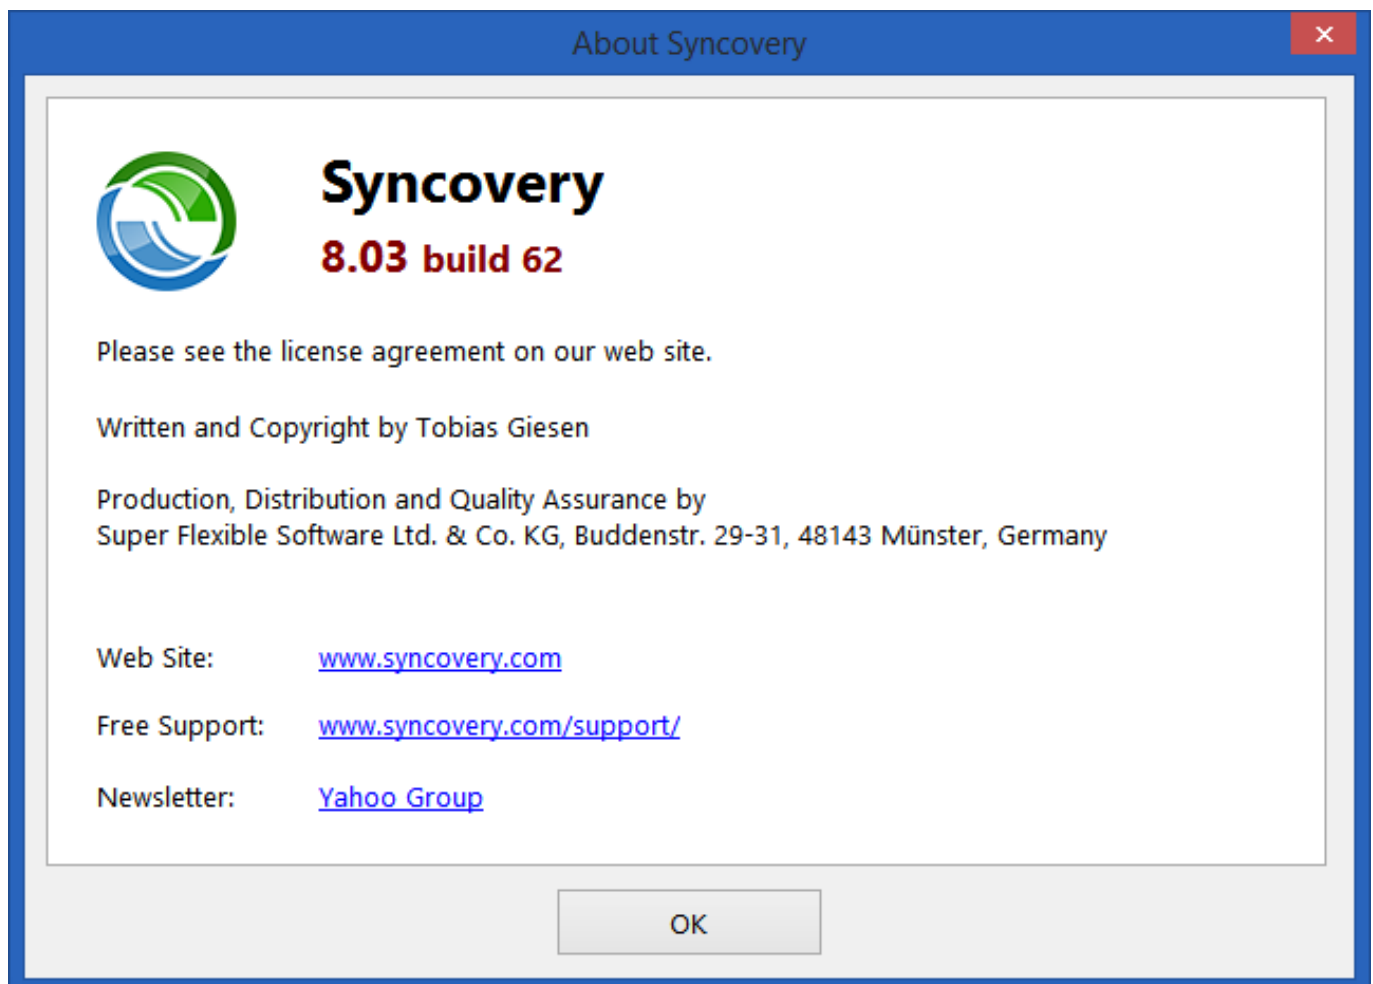 About Syncovery
Syncovery
8.03 build 62
Please see the license agreement on our web site.
Written and Copyright by Tobias Giesen
Production, Distribution and Quality Assurance by
Super Flexible Software Ltd. & Co. KG, Buddenstr. 29-31, 48143 Münster, Germany
Web Site: www.syncovery.com
Free Support: www.syncovery.com/support/
Newsletter: Yahoo Group
OK